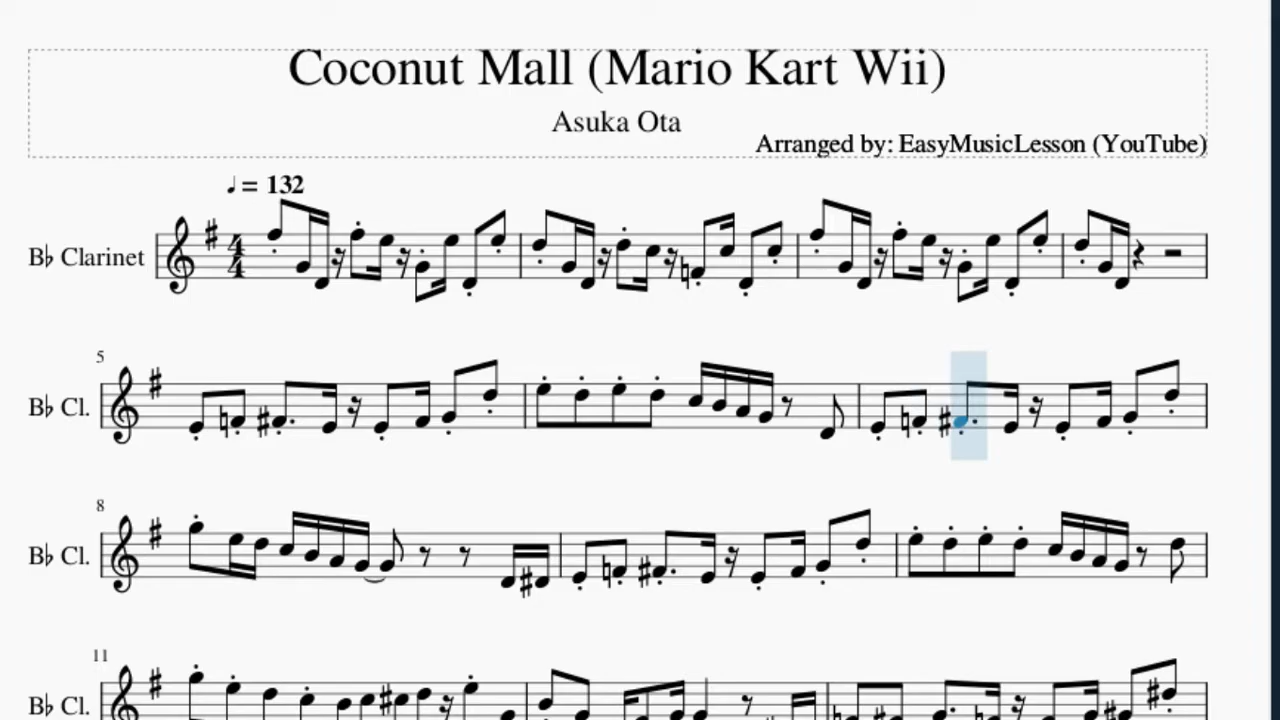 Coconut Mall (Mario Kart Wii)
Asuka Ota
Arranged by: EasyMusicLesson (YouTube)
♩ = 132
B♭ Clarinet
4
4
5
B♭ Cl.
8
B♭ Cl.
11
B♭ Cl.